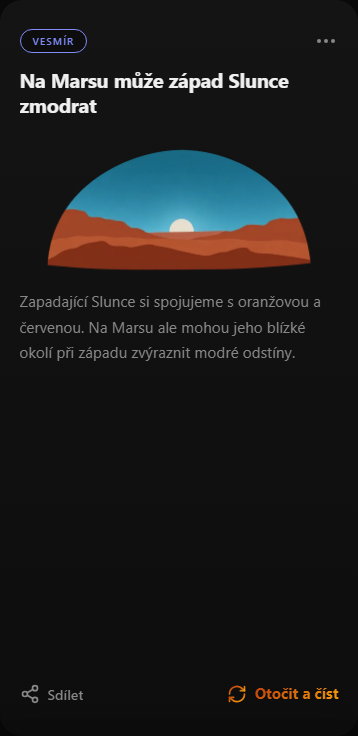 VESMÍR
Na Marsu může západ Slunce
zmodrat
Zapadající Slunce si spojujeme s oranžovou a
červenou. Na Marsu ale mohou jeho blízké
okolí při západu zvýraznit modré odstíny.
Sdílet
Otočit a číst